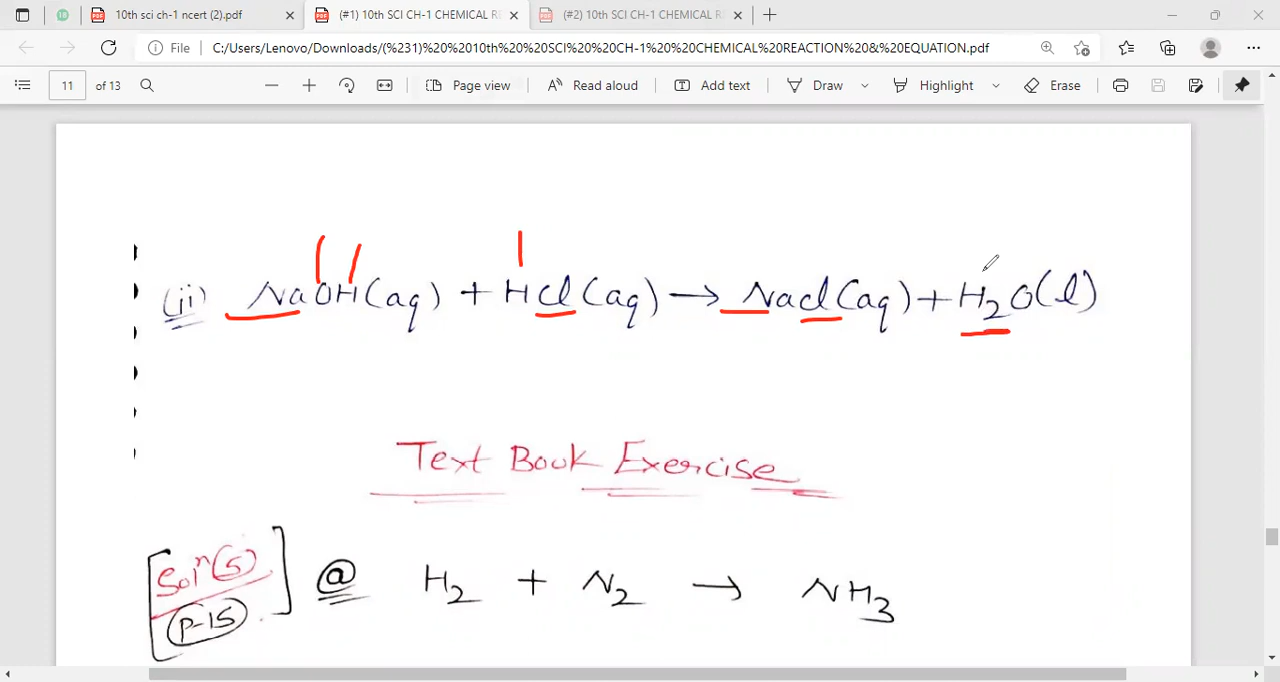 10th sci ch-1 ncert (2).pdf
(#1) 10th SCI CH-1 CHEMICAL R
(#2) 10th SCI CH-1 CHEMICAL R
File C:/Users/Lenovo/Downloads/(%231)%20%2010th%20%20SCI%20%20CH-1%20%20CHEMICAL%20REACTION%20&%20EQUATION.pdf
11 of 13 Page view Read aloud Add text Draw Highlight Erase
(ii) NaOH(aq) + HCl(aq) → Nacl(aq) + H2O(l)
Text Book Exercise
Solⁿ(5) @ H2 + N2 → NH3
P-15